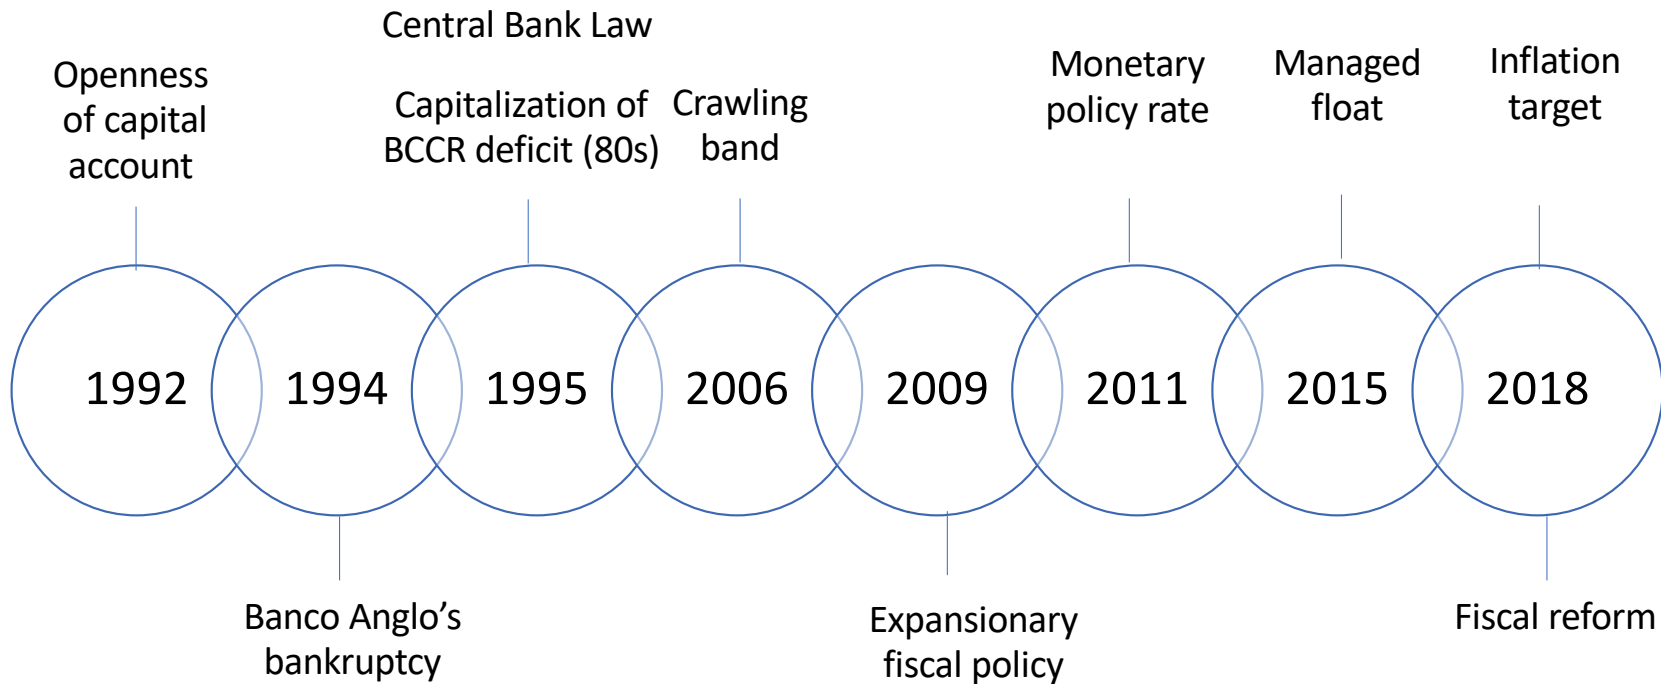 Central Bank Law
Openness
of capital
account
Capitalization of
BCCR deficit (80s)
Crawling
band
Monetary
policy rate
Managed
float
Inflation
target
1992
1994
1995
2006
2009
2011
2015
2018
Banco Anglo’s
bankruptcy
Expansionary
fiscal policy
Fiscal reform